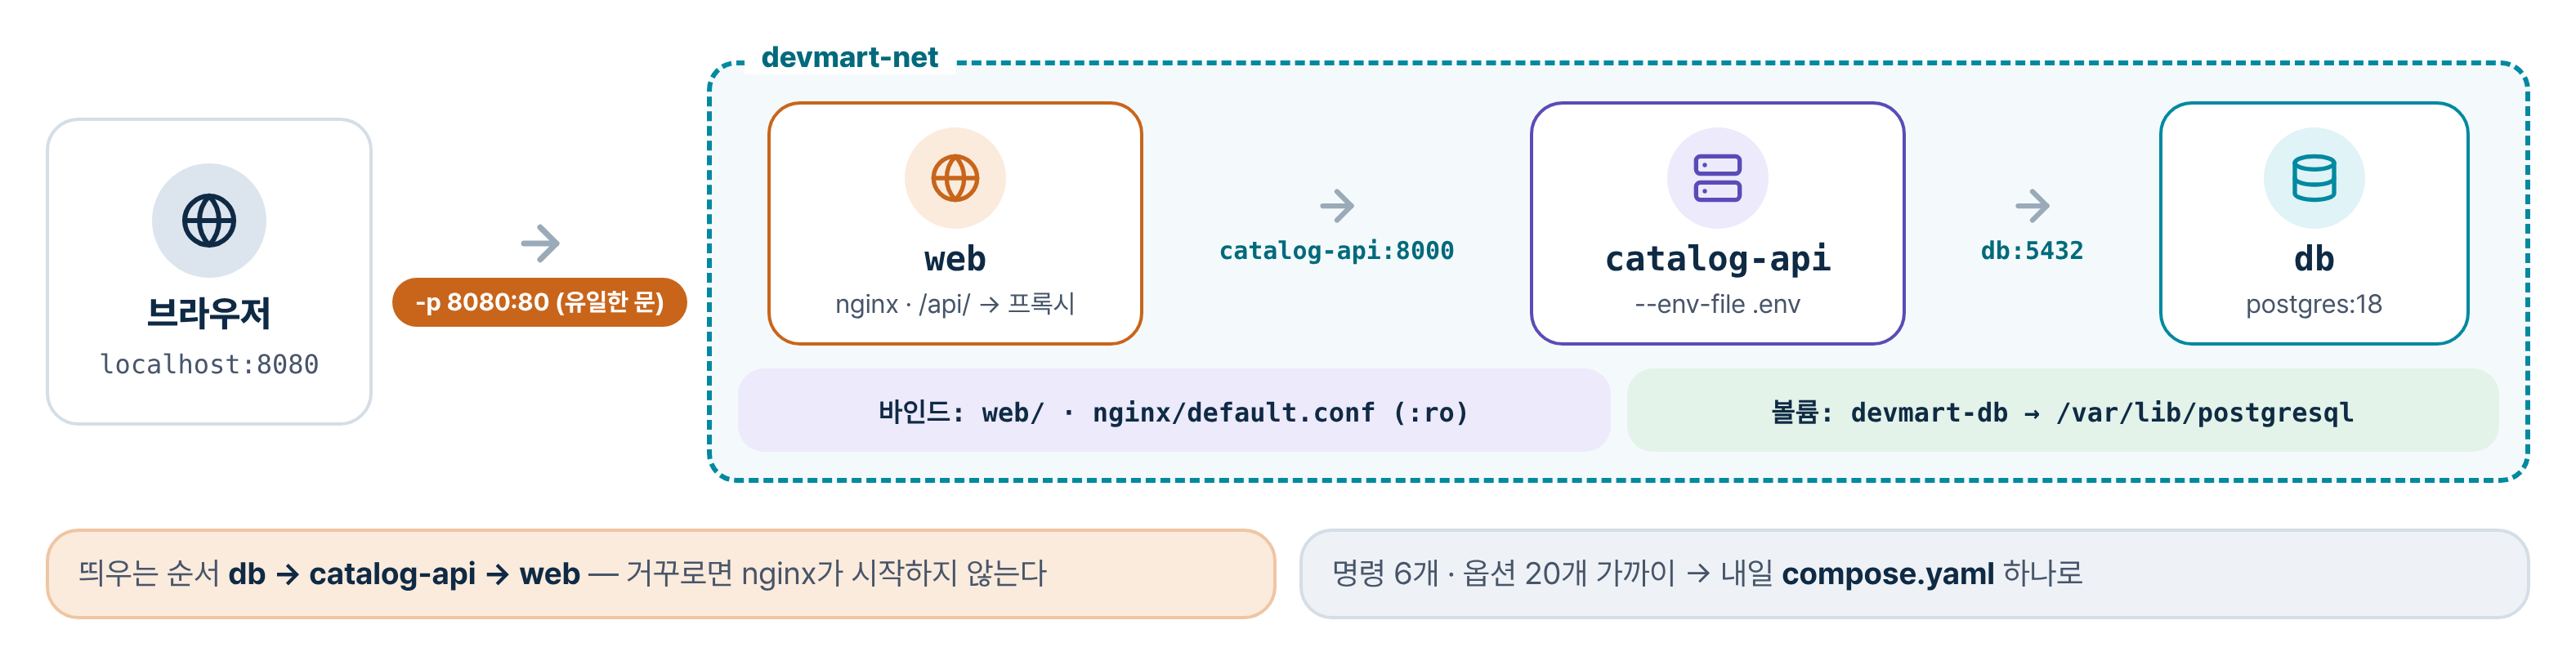 devmart-net
브라우저
localhost:8080
-p 8080:80 (유일한 문)
web
nginx · /api/ → 프록시
catalog-api:8000
catalog-api
--env-file .env
db:5432
db
postgres:18
바인드: web/ · nginx/default.conf (:ro)
볼륨: devmart-db → /var/lib/postgresql
띄우는 순서 db → catalog-api → web — 거꾸로면 nginx가 시작하지 않는다
명령 6개 · 옵션 20개 가까이 → 내일 compose.yaml 하나로